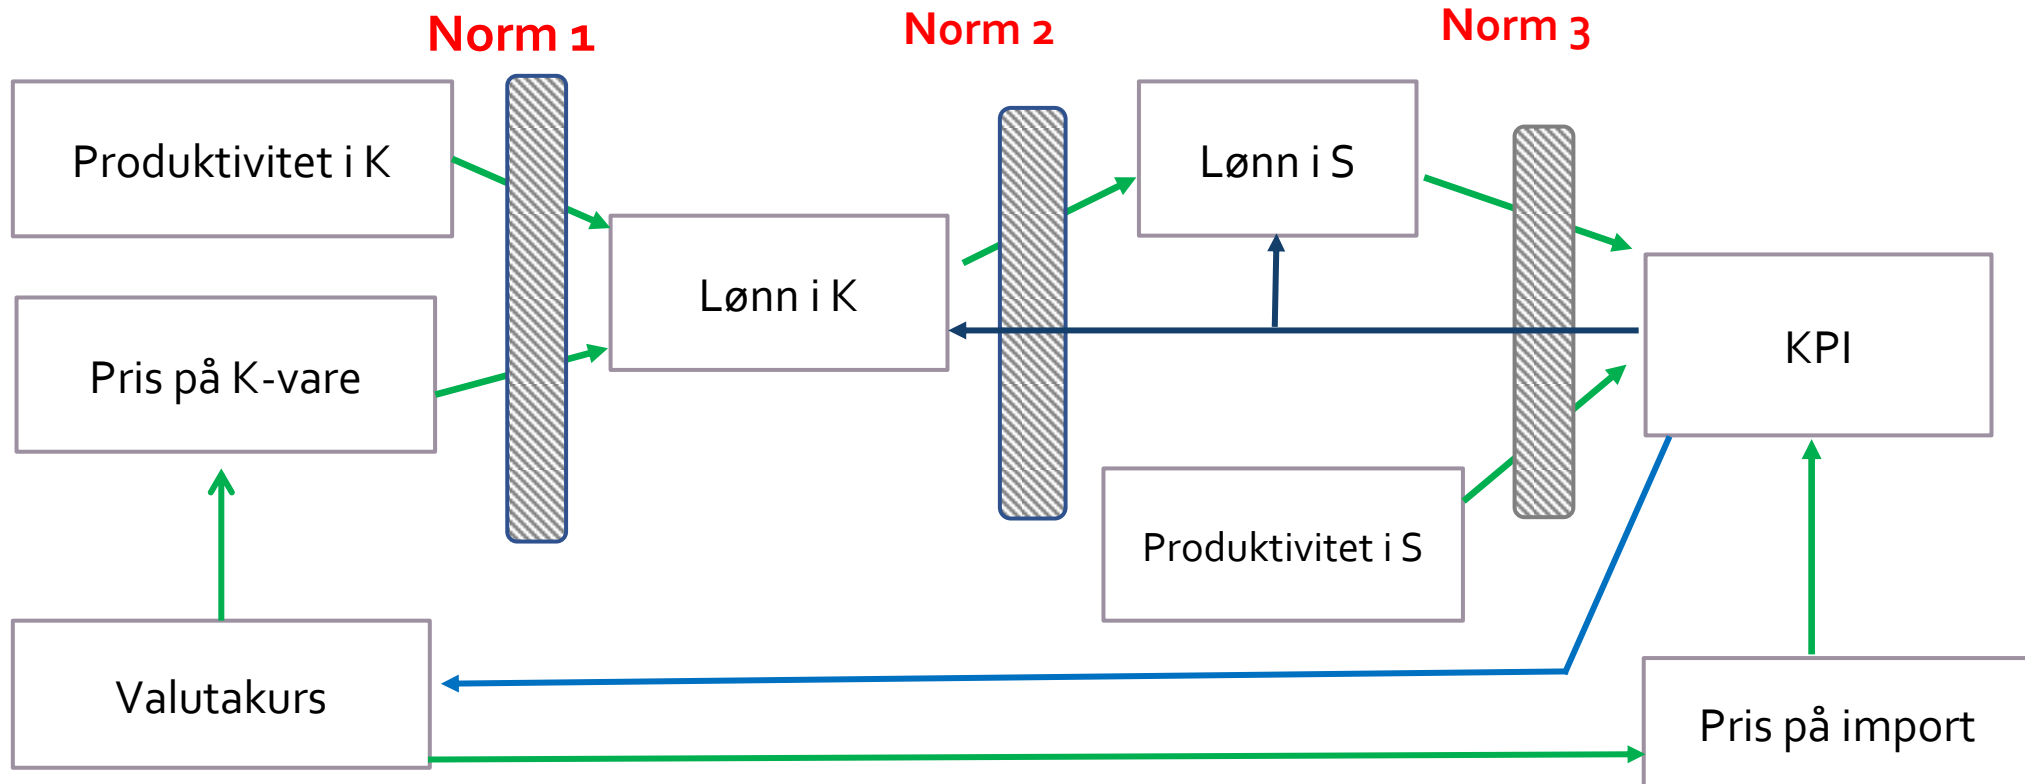 Norm 1
Norm 2
Norm 3
Produktivitet i K
Lønn i S
Lønn i K
KPI
Pris på K-vare
Produktivitet i S
Valutakurs
Pris på import